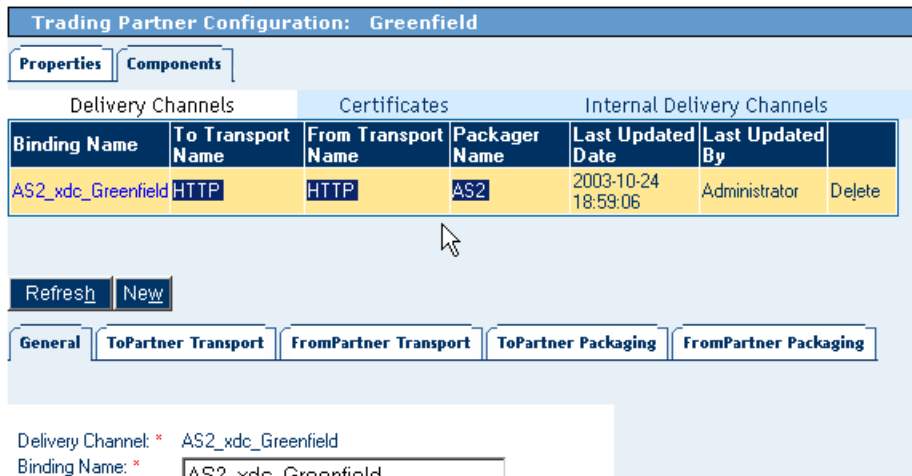 Trading Partner Configuration: Greenfield
Properties Components
Delivery Channels Certificates Internal Delivery Channels
Binding Name To Transport Name From Transport Name Packager Name Last Updated Date Last Updated By
AS2_xdc_Greenfield HTTP HTTP AS2 2003-10-24 18:59:06 Administrator Delete
Refresh New
General ToPartner Transport FromPartner Transport ToPartner Packaging FromPartner Packaging
Delivery Channel: * AS2_xdc_Greenfield
Binding Name: * AS2_xdc_Greenfield